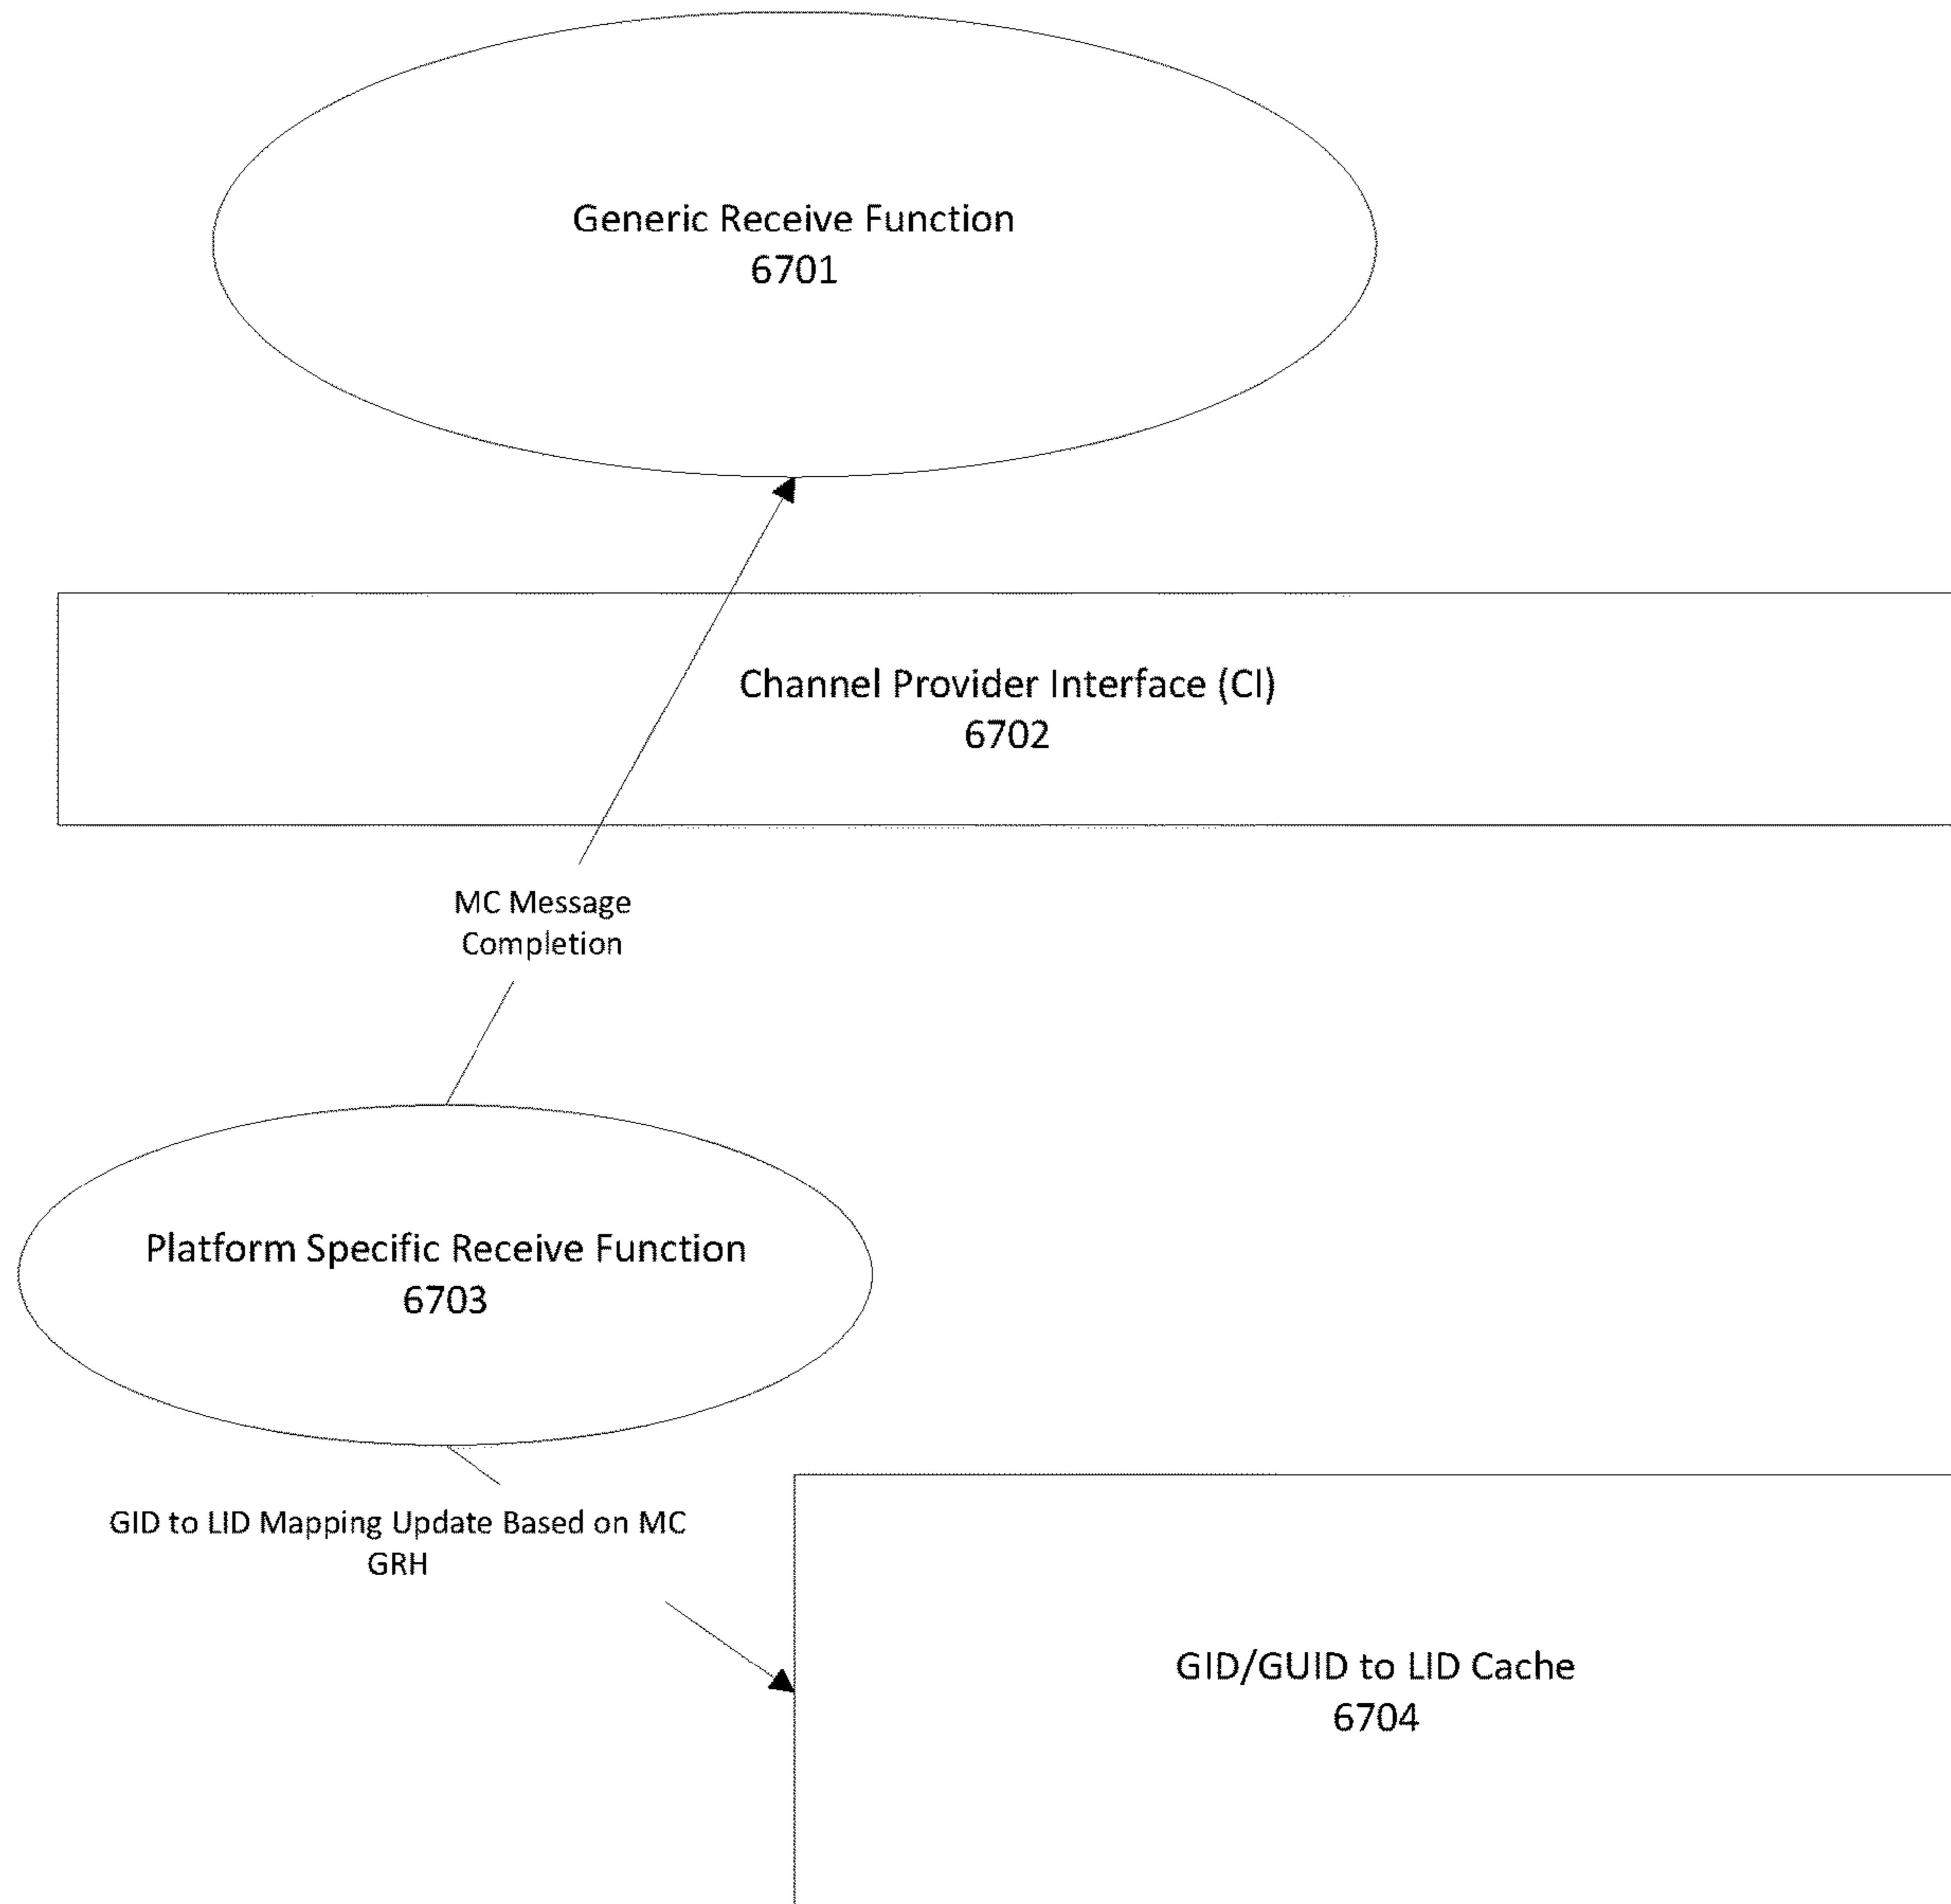 Generic Receive Function
6701
Channel Provider Interface (CI)
6702
MC Message
Completion
Platform Specific Receive Function
6703
GID to LID Mapping Update Based on MC
GRH
GID/GUID to LID Cache
6704